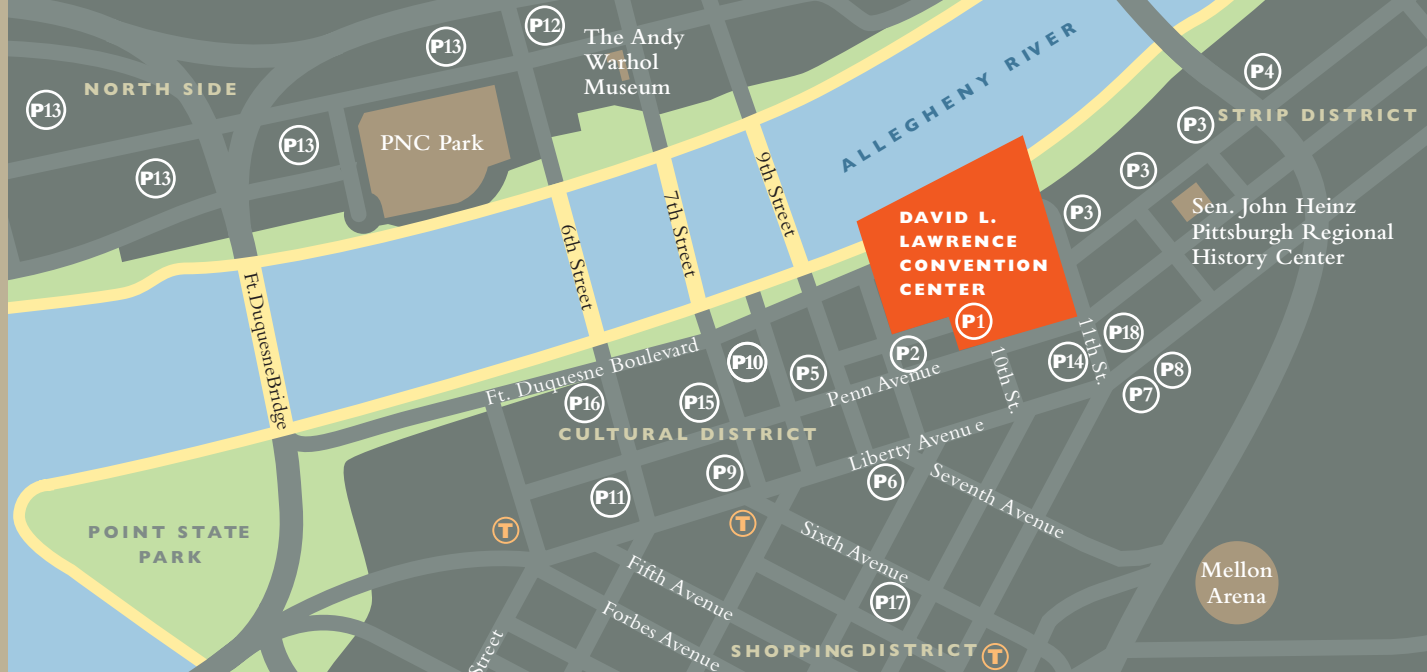 P12
P13
The Andy
Warhol
Museum
P4
NORTH SIDE
P13
ALLEGHENY RIVER
P3
STRIP DISTRICT
PNC Park
P13
P13
P3
9th Street
7th Street
6th Street
Ft.DuquesneBridge
DAVID L.
LAWRENCE
CONVENTION
CENTER
P3
Sen. John Heinz
Pittsburgh Regional
History Center
P1
P18
11th St.
10th St.
P2
P14
P8
P7
P10
P5
Ft. Duquesne Boulevard
Penn Avenue
P16
P15
CULTURAL DISTRICT
Liberty Avenue
P9
P6
P11
Seventh Avenue
T
T
POINT STATE
PARK
Sixth Avenue
Fifth Avenue
Mellon
Arena
P17
Forbes Avenue
Street
SHOPPING DISTRICT
T